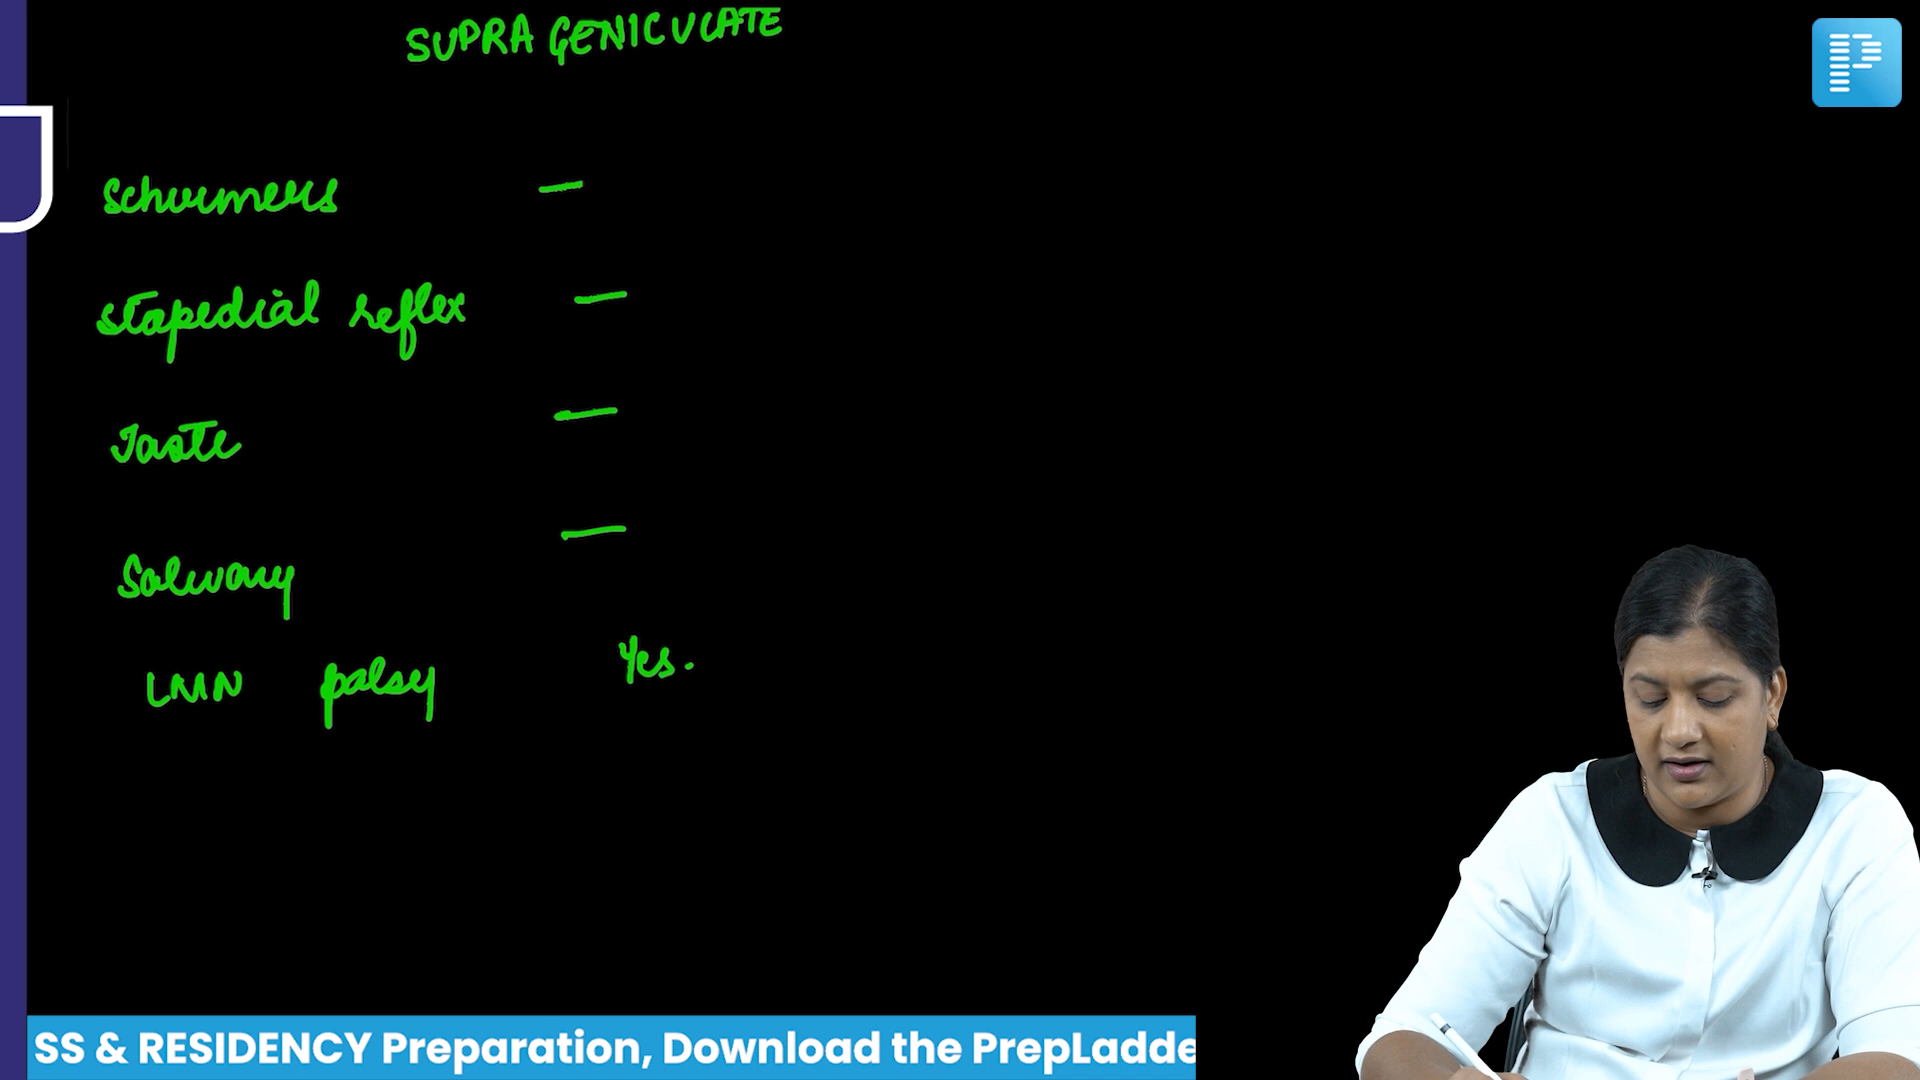 SUPRA GENICULATE
Schirmers –
Stapedial reflex –
Taste –
Salivary –
LMN palsy Yes.
SS & RESIDENCY Preparation, Download the PrepLadde